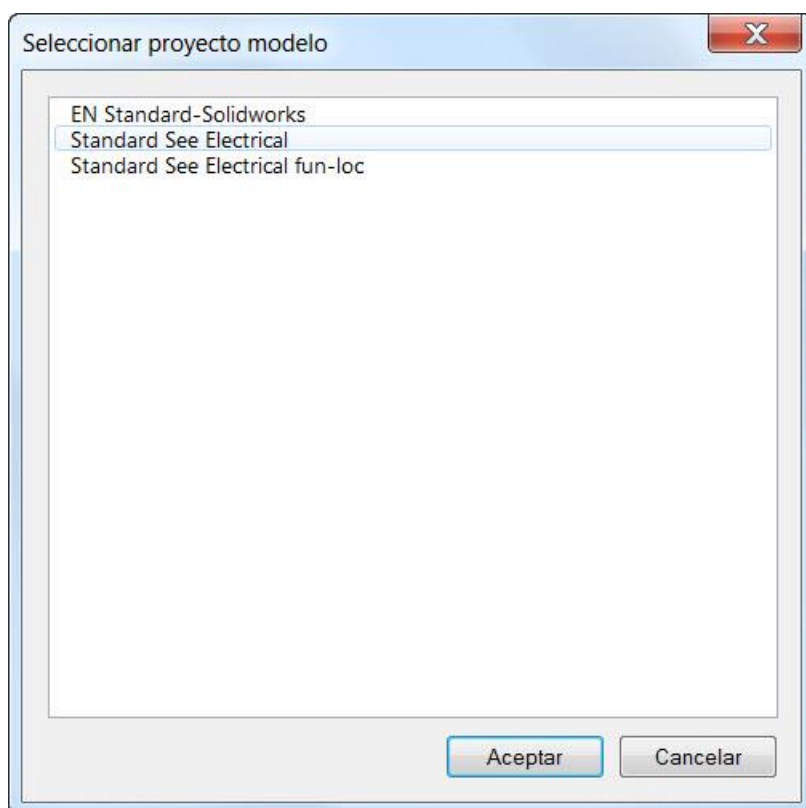 Seleccionar proyecto modelo
EN Standard-Solidworks
Standard See Electrical
Standard See Electrical fun-loc
Aceptar
Cancelar